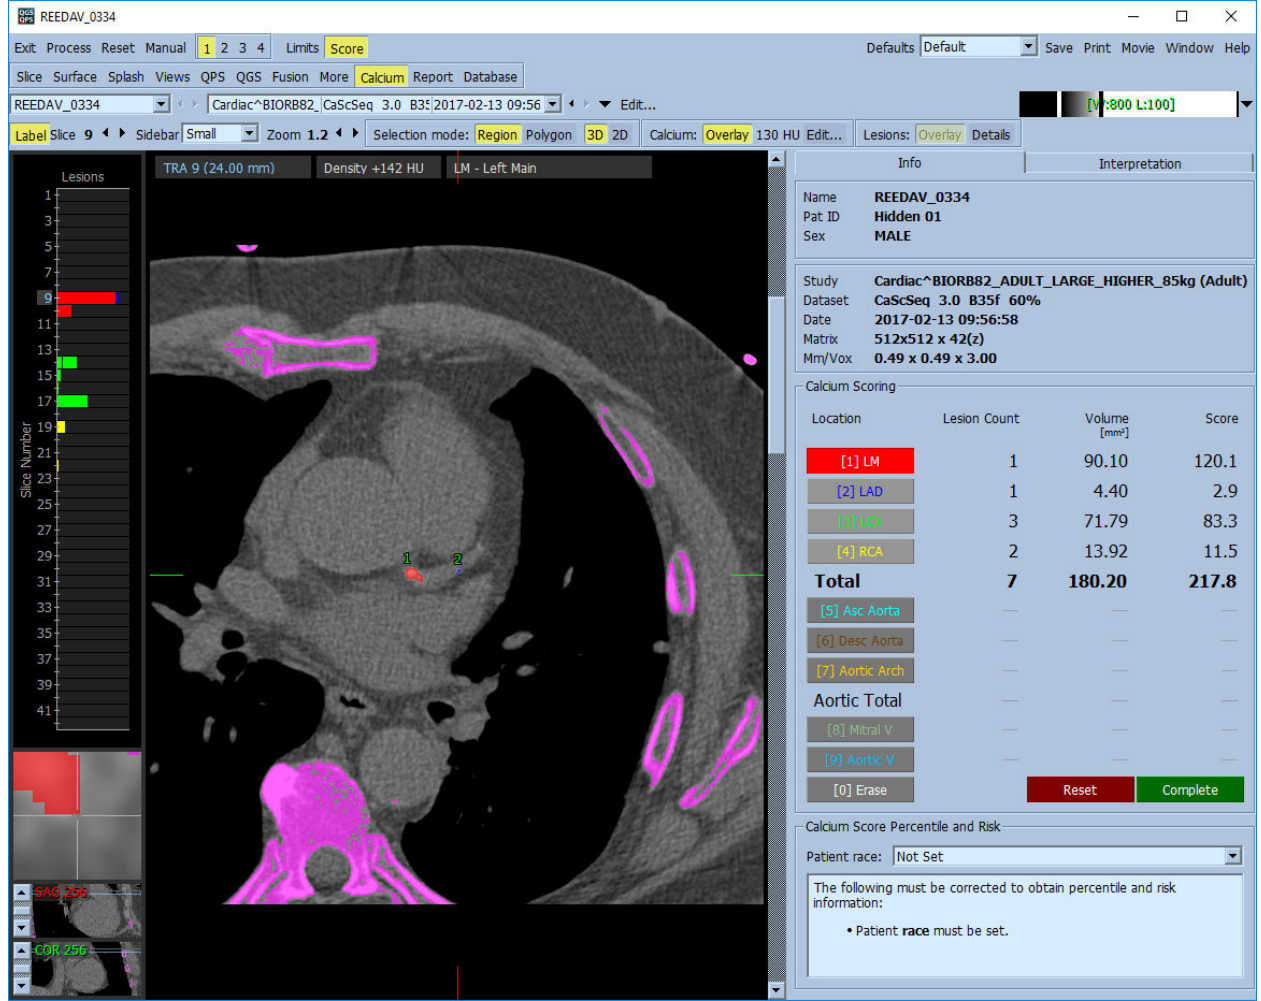 QGS QPS REEDAV_0334
Exit Process Reset Manual 1 2 3 4 Limits Score Defaults Default Save Print Movie Window Help
Slice Surface Splash Views QPS QGS Fusion More Calcium Report Database
REEDAV_0334 Cardiac^BIORB82_ CaScSeq 3.0 B35f 2017-02-13 09:56 Edit... [W:800 L:100]
Label Slice 9 Sidebar Small Zoom 1.2 Selection mode: Region Polygon 3D 2D Calcium: Overlay 130 HU Edit... Lesions: Overlay Details
Lesions
1
3
5
7
9
11
13
15
17
19
21
23
25
27
29
31
33
35
37
39
41
Slice Number
SAG 256
COR 256
TRA 9 (24.00 mm) Density +142 HU LM - Left Main
1 2
Info Interpretation
Name REEDAV_0334
Pat ID Hidden 01
Sex MALE
Study Cardiac^BIORB82_ADULT_LARGE_HIGHER_85kg (Adult)
Dataset CaScSeq 3.0 B35f 60%
Date 2017-02-13 09:56:58
Matrix 512x512 x 42(z)
Mm/Vox 0.49 x 0.49 x 3.00
Calcium Scoring
Location Lesion Count Volume Score
[mm³]
[1] LM 1 90.10 120.1
[2] LAD 1 4.40 2.9
[3] LCX 3 71.79 83.3
[4] RCA 2 13.92 11.5
Total 7 180.20 217.8
[5] Asc Aorta — — —
[6] Desc Aorta — — —
[7] Aortic Arch — — —
Aortic Total — — —
[8] Mitral V — — —
[9] Aortic V — — —
[0] Erase Reset Complete
Calcium Score Percentile and Risk
Patient race: Not Set
The following must be corrected to obtain percentile and risk
information:
• Patient race must be set.